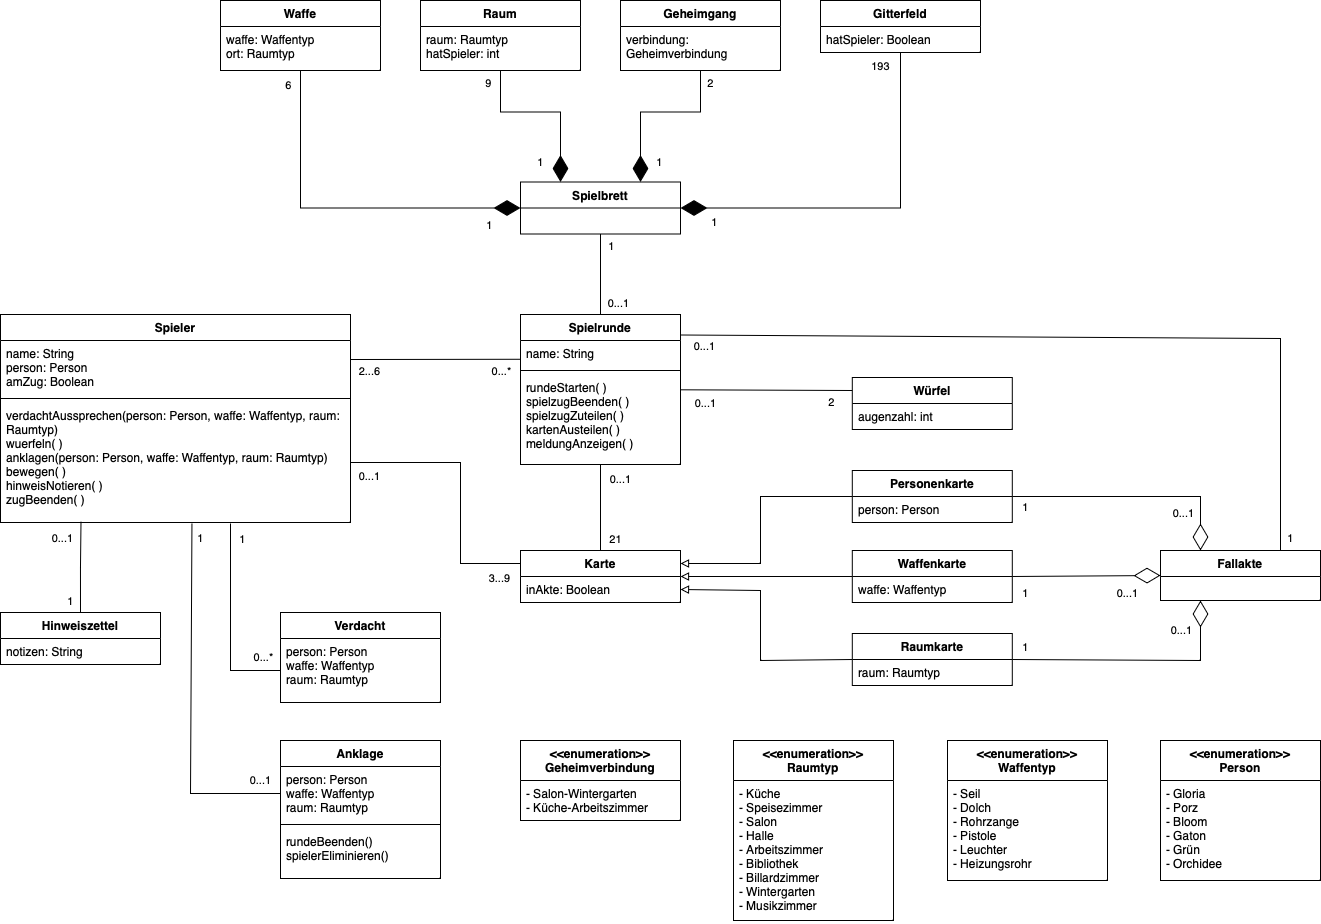 Waffe
waffe: Waffentyp
ort: Raumtyp
Raum
raum: Raumtyp
hatSpieler: int
Geheimgang
verbindung:
Geheimverbindung
Gitterfeld
hatSpieler: Boolean
6
9
2
193
1
1
Spielbrett
1
1
1
0...1
Spieler
name: String
person: Person
amZug: Boolean
verdachtAussprechen(person: Person, waffe: Waffentyp, raum:
Raumtyp)
wuerfeln( )
anklagen(person: Person, waffe: Waffentyp, raum: Raumtyp)
bewegen( )
hinweisNotieren( )
zugBeenden( )
2...6
0...*
Spielrunde
name: String
rundeStarten( )
spielzugBeenden( )
spielzugZuteilen( )
kartenAusteilen( )
meldungAnzeigen( )
0...1
0...1
2
Würfel
augenzahl: int
0...1
0...1
21
3...9
Karte
inAkte: Boolean
Personenkarte
person: Person
1
0...1
Waffenkarte
waffe: Waffentyp
1
0...1
Raumkarte
raum: Raumtyp
1
0...1
1
Fallakte
0...1
1
1
1
Hinweiszettel
notizen: String
0...*
Verdacht
person: Person
waffe: Waffentyp
raum: Raumtyp
0...1
Anklage
person: Person
waffe: Waffentyp
raum: Raumtyp
rundeBeenden()
spielerEliminieren()
<<enumeration>>
Geheimverbindung
- Salon-Wintergarten
- Küche-Arbeitszimmer
<<enumeration>>
Raumtyp
- Küche
- Speisezimmer
- Salon
- Halle
- Arbeitszimmer
- Bibliothek
- Billardzimmer
- Wintergarten
- Musikzimmer
<<enumeration>>
Waffentyp
- Seil
- Dolch
- Rohrzange
- Pistole
- Leuchter
- Heizungsrohr
<<enumeration>>
Person
- Gloria
- Porz
- Bloom
- Gaton
- Grün
- Orchidee